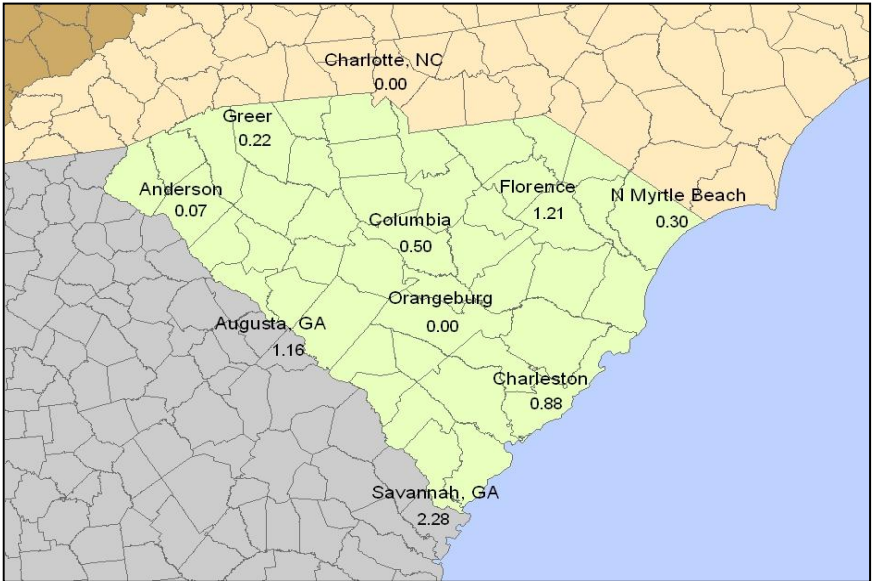 Charlotte, NC
0.00
Greer
0.22
Anderson
0.07
Florence
1.21
N Myrtle Beach
0.30
Columbia
0.50
Orangeburg
0.00
Augusta, GA
1.16
Charleston
0.88
Savannah, GA
2.28